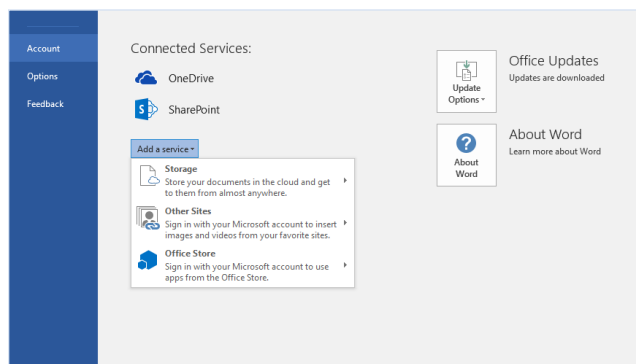 Account
Options
Feedback
Connected Services:
OneDrive
SharePoint
Add a service
Storage
Store your documents in the cloud and get
to them from almost anywhere.
Other Sites
Sign in with your Microsoft account to insert
images and videos from your favorite sites.
Office Store
Sign in with your Microsoft account to use
apps from the Office Store.
Update
Options
Office Updates
Updates are downloaded
About
Word
About Word
Learn more about Word